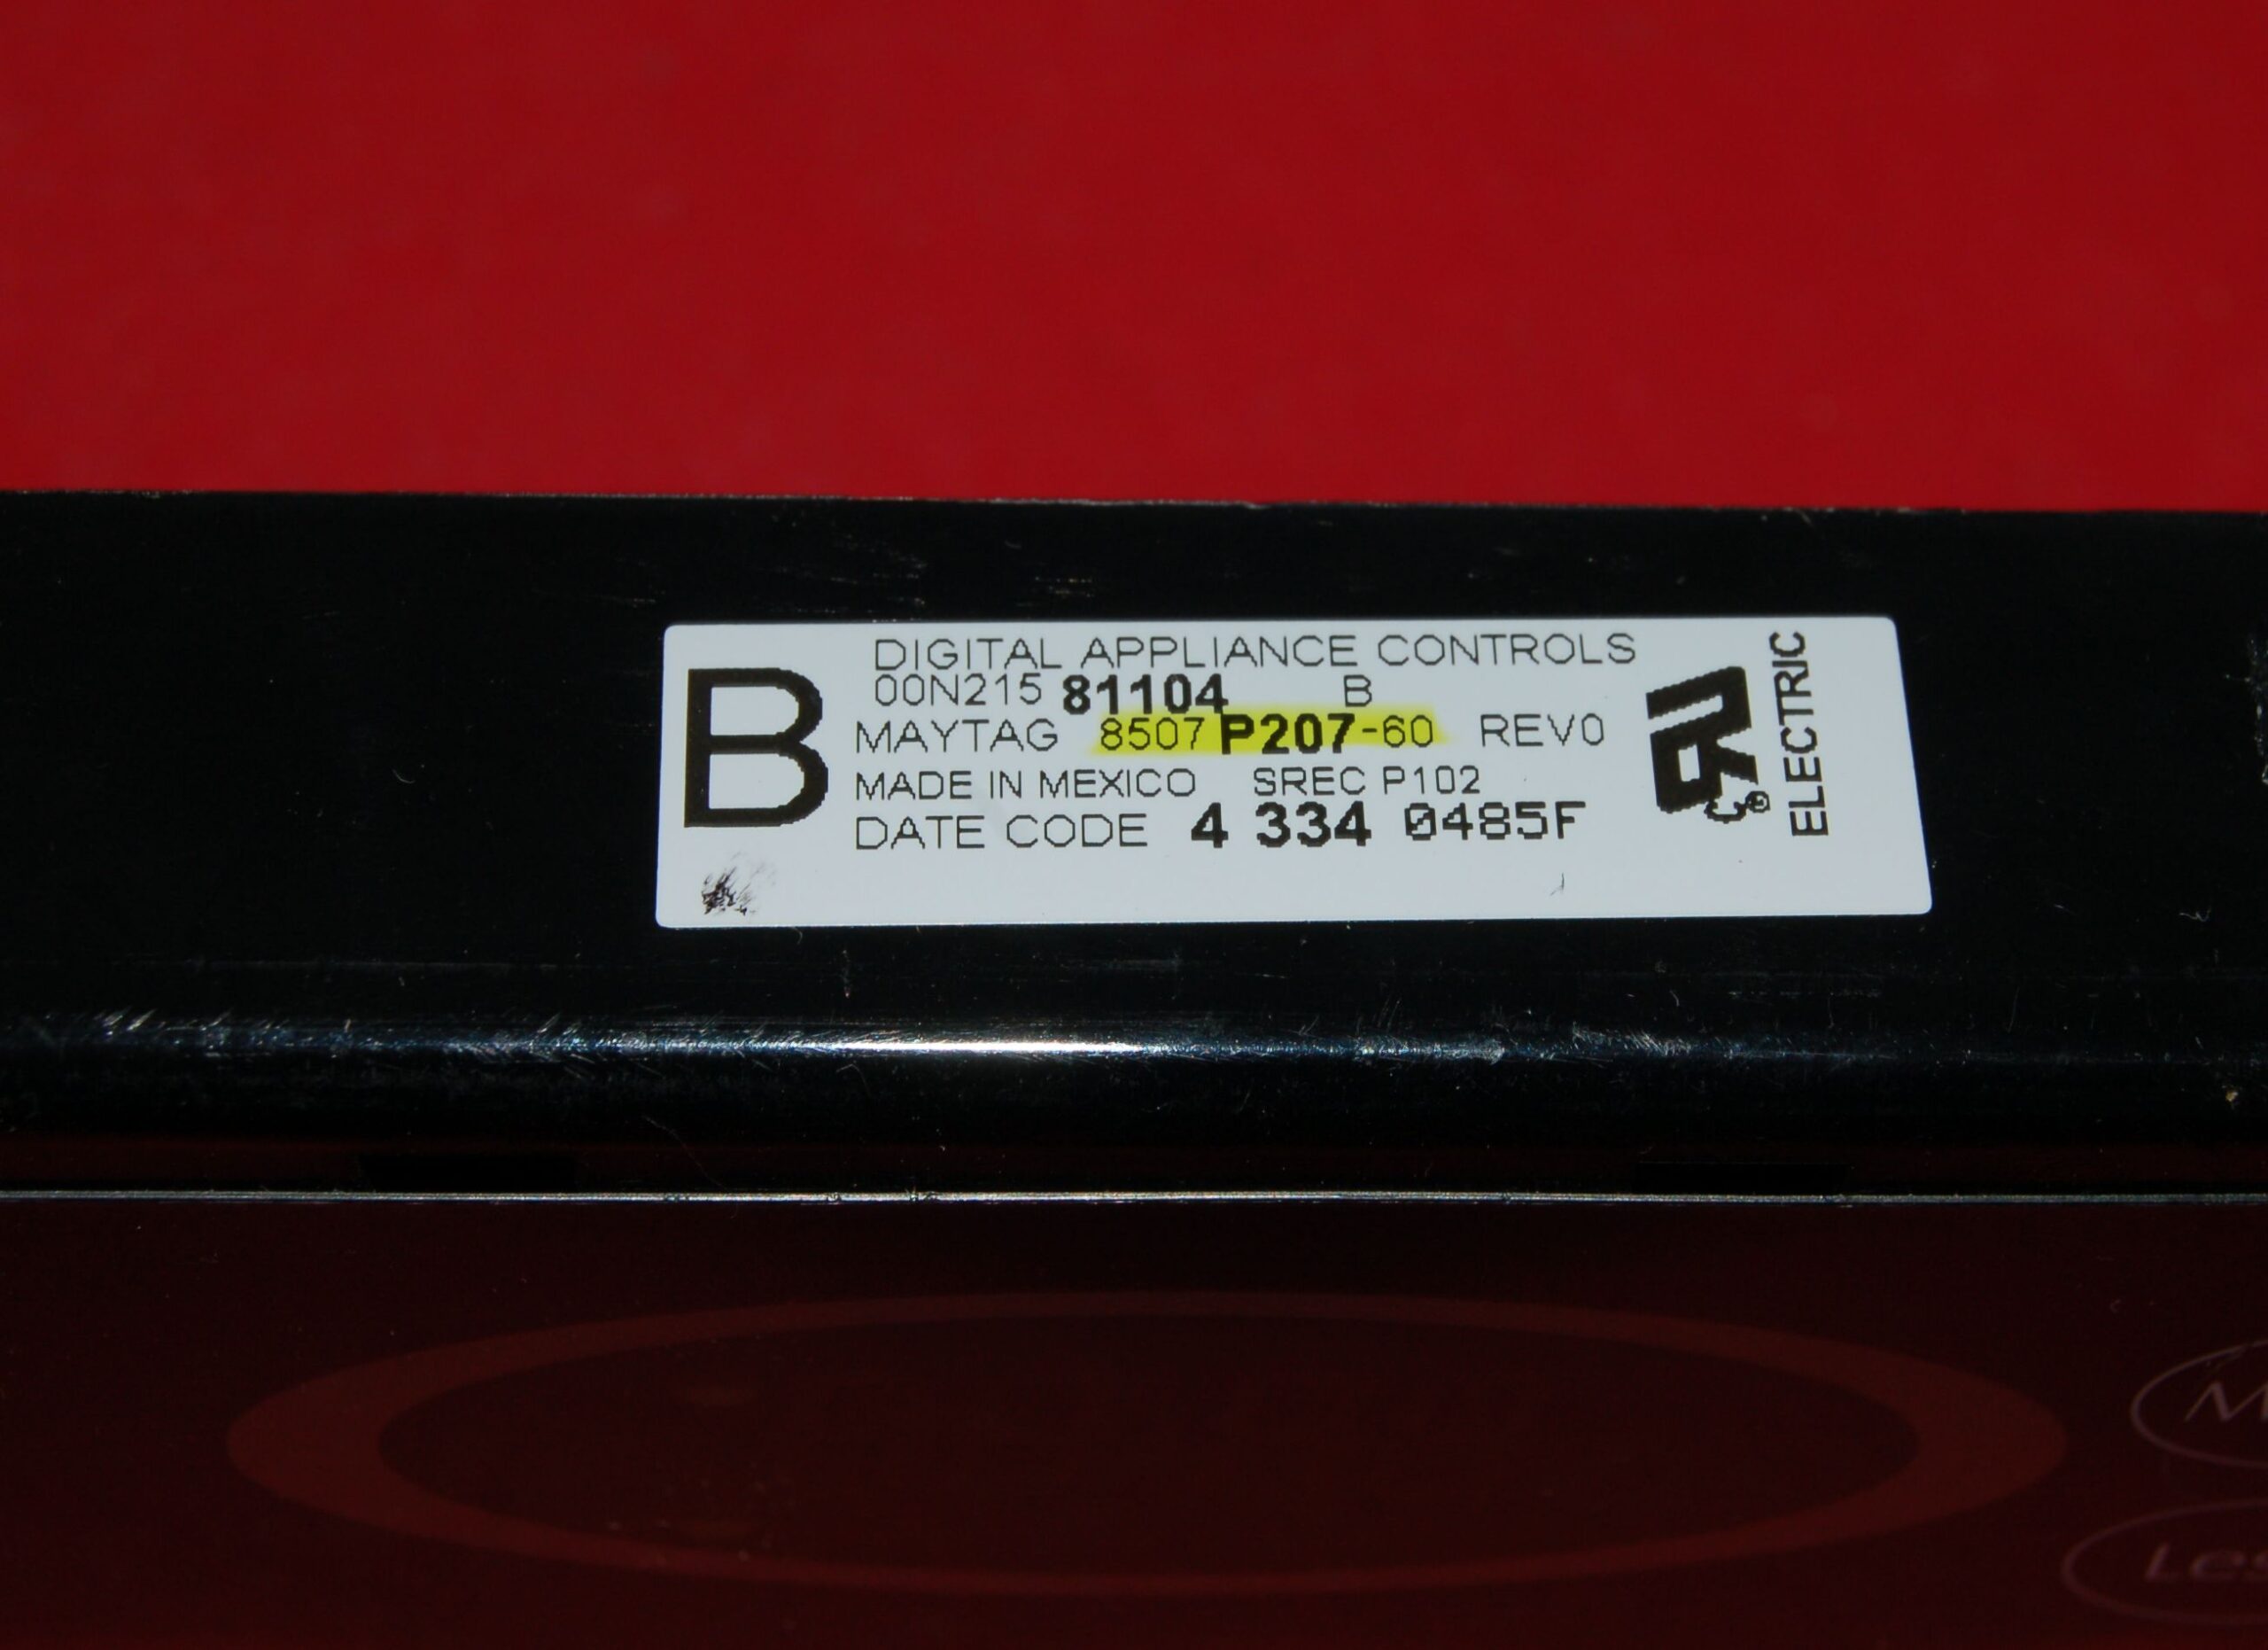 B
DIGITAL APPLIANCE CONTROLS
00N215 81104 B
MAYTAG 8507 P207-60 REV0
MADE IN MEXICO SREC P102
DATE CODE 4 334 0485F
ELECTRIC